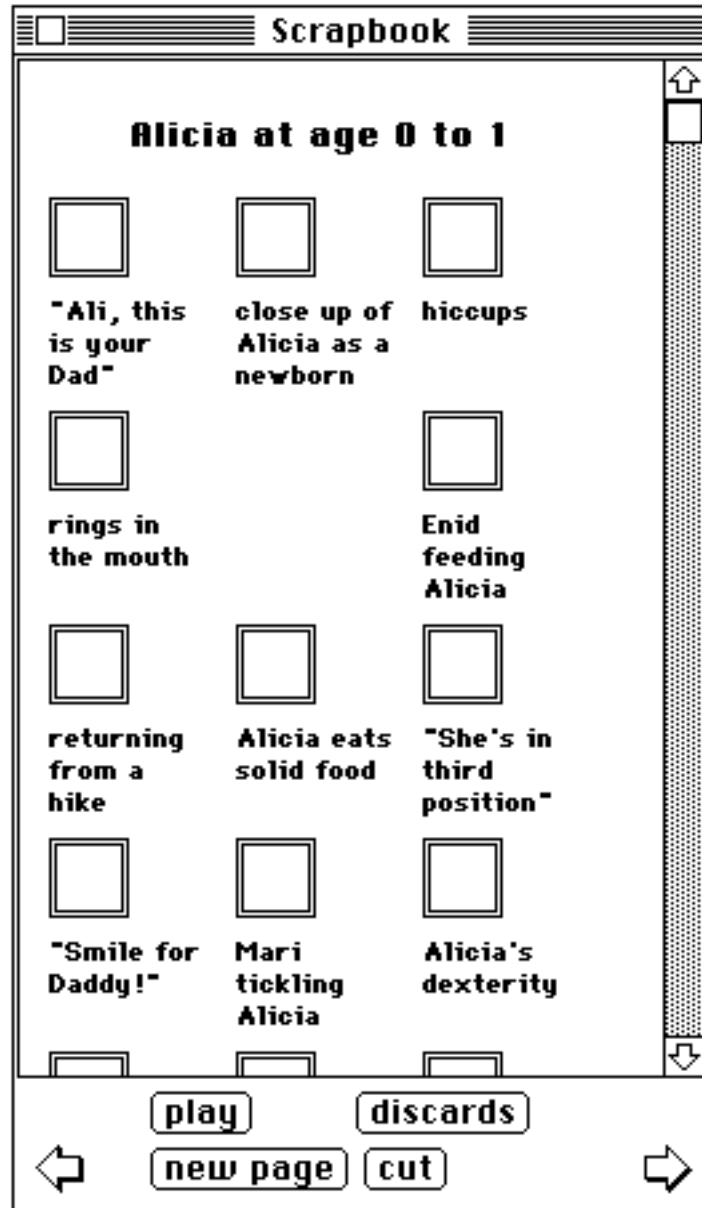 Scrapbook
Alicia at age 0 to 1
"Ali, this
is your
Dad"
close up of
Alicia as a
newborn
hiccups
rings in
the mouth
Enid
feeding
Alicia
returning
from a
hike
Alicia eats
solid food
"She's in
third
position"
"Smile for
Daddy!"
Mari
tickling
Alicia
Alicia's
dexterity
play
discards
new page
cut